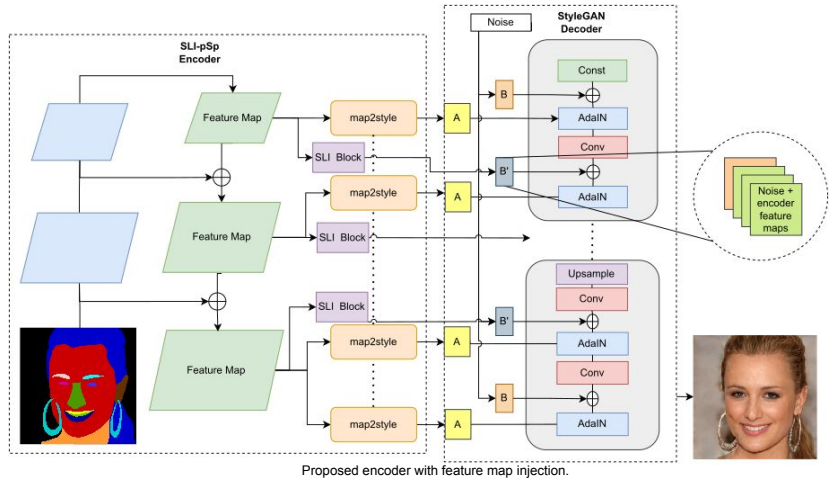 SLI-pSp
Encoder
StyleGAN
Decoder
Noise
Const
B
Feature Map
map2style
A
AdaIN
Conv
SLI Block
B'
map2style
A
AdaIN
Noise +
encoder
feature
maps
Feature Map
SLI Block
Upsample
Conv
SLI Block
B'
map2style
A
AdaIN
Feature Map
Conv
B
map2style
A
AdaIN
Proposed encoder with feature map injection.